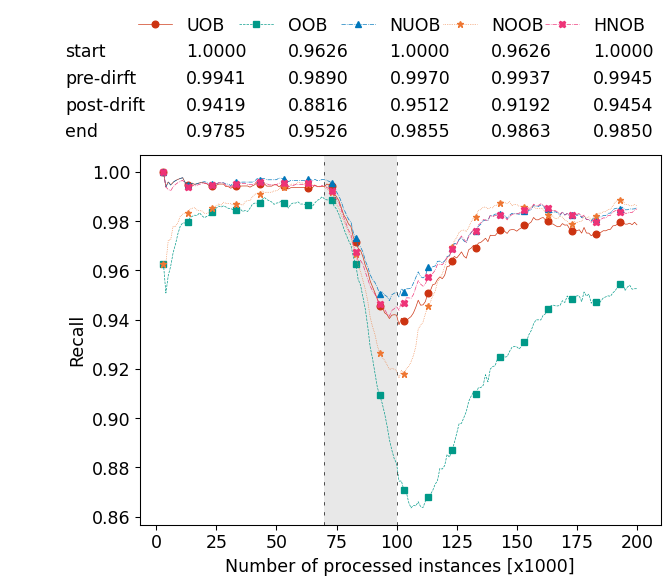 UOB OOB NUOB NOOB HNOB
start 1.0000 0.9626 1.0000 0.9626 1.0000
pre-dirft 0.9941 0.9890 0.9970 0.9937 0.9945
post-drift 0.9419 0.8816 0.9512 0.9192 0.9454
end 0.9785 0.9526 0.9855 0.9863 0.9850
1.00
0.98
0.96
0.94
0.92
0.90
0.88
0.86
Recall
0 25 50 75 100 125 150 175 200
Number of processed instances [x1000]